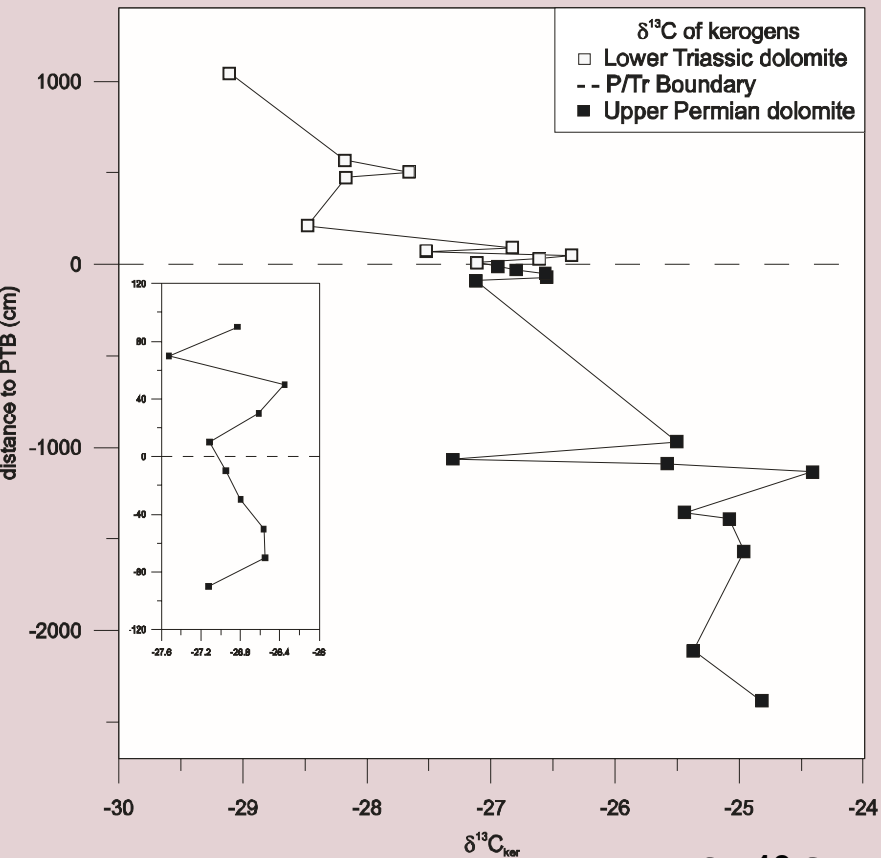 δ¹³C of kerogens
Lower Triassic dolomite
P/Tr Boundary
Upper Permian dolomite
1000
0
-1000
-2000
distance to PTB (cm)
120
80
40
0
-40
-80
-120
-27.6 -27.2 -26.8 -26.4 -26
-30 -29 -28 -27 -26 -25 -24
δ¹³Cker